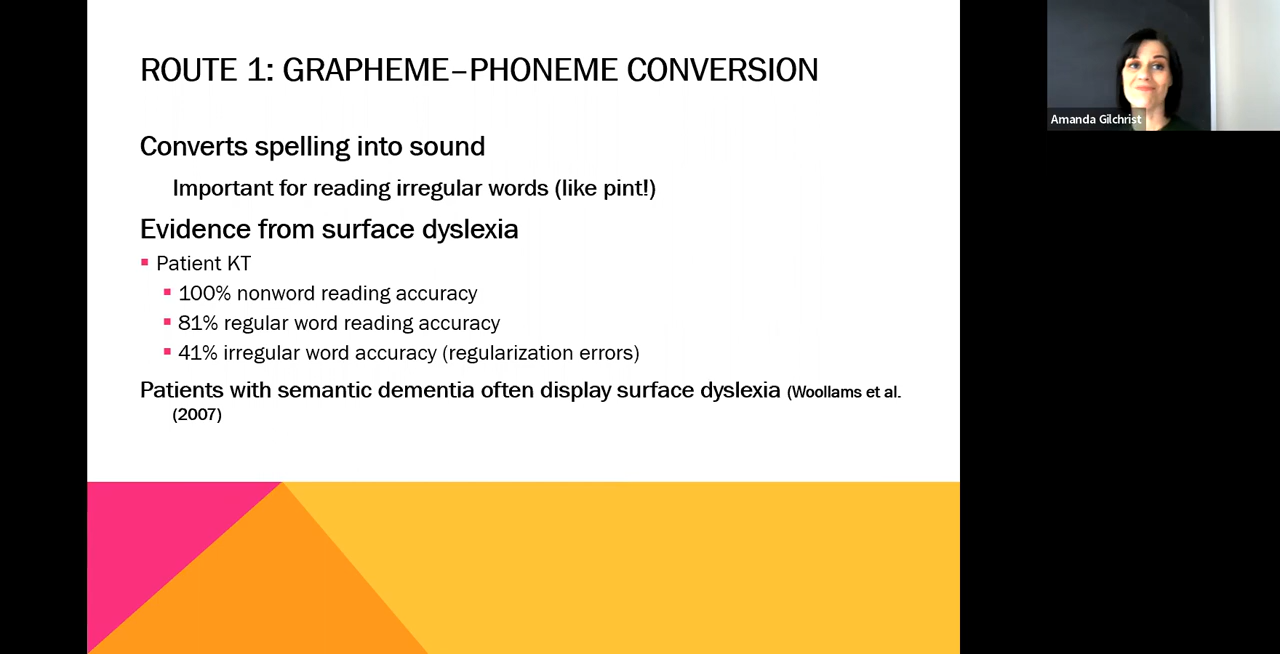 ROUTE 1: GRAPHEME–PHONEME CONVERSION
Converts spelling into sound
Important for reading irregular words (like pint!)
Evidence from surface dyslexia
Patient KT
100% nonword reading accuracy
81% regular word reading accuracy
41% irregular word accuracy (regularization errors)
Patients with semantic dementia often display surface dyslexia (Woollams et al.
(2007)
Amanda Gilchrist